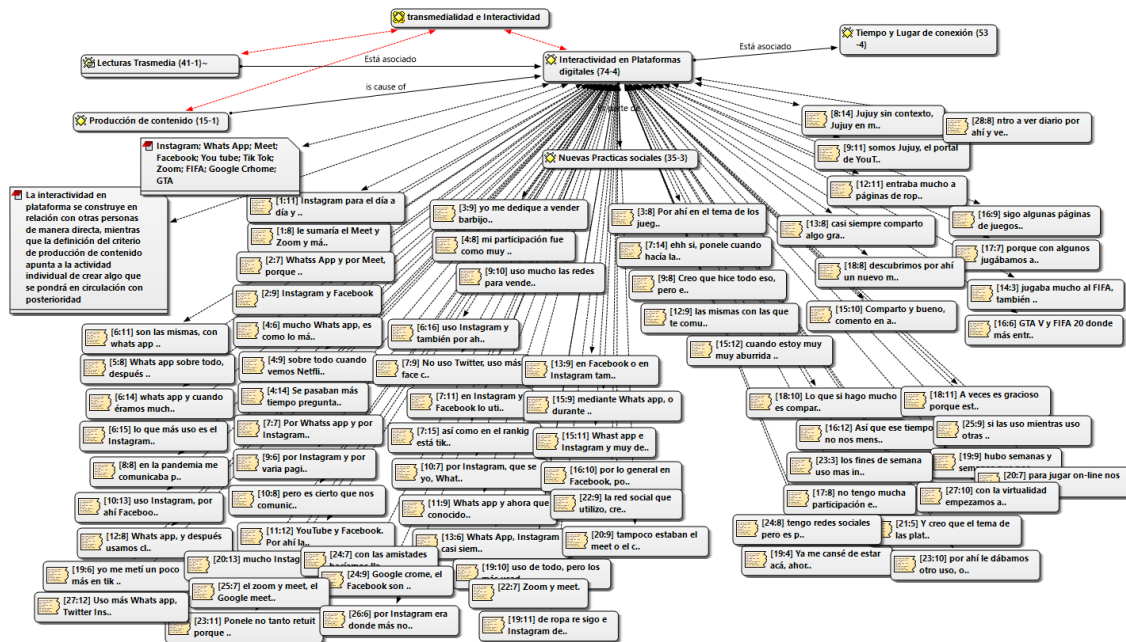 transmedialidad e Interactividad
Tiempo y Lugar de conexión (53
-4)
Está asociado
Lecturas Trasmedia (41-1)~
Está asociado
Interactividad en Plataformas
digitales (74-4)
is cause of
Producción de contenido (15-1)
Instagram; Whats App; Meet;
Facebook; You tube; Tik Tok;
Zoom; FIFA; Google Crhome;
GTA
Nuevas Practicas sociales (35-3)
La interactividad en
plataforma se construye en
relación con otras personas
de manera directa, mientras
que la definición del criterio
de producción de contenido
apunta a la actividad
individual de crear algo que
se pondrá en circulación con
posterioridad
[8:14] Jujuy sin contexto,
Jujuy en m..
[28:8] ntro a ver diario por
ahí y ve..
[9:11] somos Jujuy, el portal
de YouT..
[12:11] entraba mucho a
páginas de rop..
[16:9] sigo algunas páginas
de juegos..
[13:8] casi siempre comparto
algo gra..
[17:7] porque con algunos
jugábamos a..
[18:8] descubrimos por ahí
un nuevo m..
[14:3] jugaba mucho al FIFA,
también ..
[15:10] Comparto y bueno,
comento en a..
[16:6] GTA V y FIFA 20 donde
más entr..
[1:11] Instagram para el día a
día y ..
[1:8] le sumaría el Meet y
Zoom y má..
[2:7] Whatss App y por Meet,
porque ..
[2:9] Instagram y Facebook
[4:6] mucho Whats app, es
como lo má..
[4:9] sobre todo cuando
vemos Netfli..
[4:14] Se pasaban más
tiempo pregunta..
[7:7] Por Whatss app y por
Instagram..
[9:6] por Instagram y por
varia pagi..
[10:8] pero es cierto que nos
comunic..
[11:12] YouTube y Facebook.
Por ahí la..
[3:9] yo me dedique a vender
barbijo..
[4:8] mi participación fue
como muy ..
[9:10] uso mucho las redes
para vende..
[3:8] Por ahí en el tema de los
jueg..
[7:14] ehh si, ponele cuando
hacía la..
[9:8] Creo que hice todo eso,
pero e..
[12:9] las mismas con las que
te comu..
[15:12] cuando estoy muy
muy aburrida ..
[6:11] son las mismas, con
whats app ..
[5:8] Whats app sobre todo,
después ..
[6:14] whats app y cuando
éramos much..
[6:15] lo que más uso es el
Instagram..
[8:8] en la pandemia me
comunicaba p..
[10:13] uso Instagram, por
ahí Faceboo..
[12:8] Whats App, y después
usamos cl..
[19:6] yo me metí un poco
más en tik ..
[27:12] Uso más Whats app,
Twitter Ins..
[20:13] mucho Instag
[25:7] el zoom y meet, el
Google meet..
[23:11] Ponele no tanto retuit
porque ..
[6:16] uso Instagram y
también por ah..
[7:9] No uso Twitter, uso más
face c..
[7:11] en Instagram y
Facebook lo uti..
[7:15] así como en el rankig
está tik..
[10:7] por Instagram, que se
yo, What..
[11:9] Whats App y ahora que
conocido..
[13:6] Whats App, Instagram
casi siem..
[24:7] con las amistades
[24:9] Google crome, el
Facebook son ..
[26:6] por Instagram era
donde más no..
[19:10] uso de todo, pero los
[22:7] Zoom y meet.
[19:11] de ropa re sigo e
Instagram de..
[13:9] en Facebook o en
Instagram tam..
[15:9] mediante Whats App, o
durante ..
[15:11] Whast app e
Instagram y muy de..
[16:10] por lo general en
Facebook, po..
[22:9] la red social que
utilizo, cre..
[20:9] tampoco estaban el
meet o el c..
[18:10] Lo que si hago mucho
es compar..
[18:11] A veces es gracioso
porque est..
[16:12] Así que ese tiempo
no nos mens..
[25:9] si las uso mientras
uso otras ..
[23:3] los fines de semana
uso mas in..
[19:9] hubo semanas y
[20:7] para jugar on-line nos
[17:8] no tengo mucha
participación e..
[27:10] con la virtualidad
empezamos a..
[24:8] tengo redes sociales
pero es p..
[21:5] Y creo que el tema de
las plat..
[19:4] Ya me cansé de estar
acá, ahor..
[23:10] por ahí le dábamos
otro uso, o..